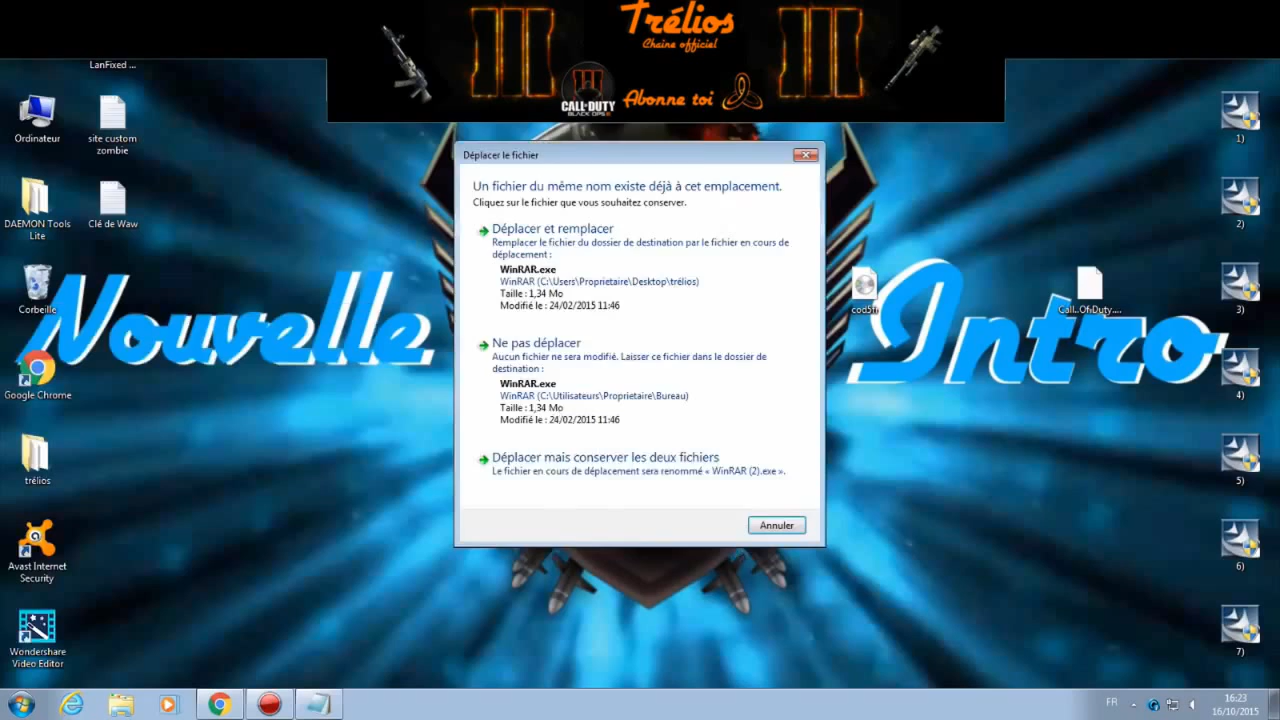 Trélios
Chaine officiel
CALL OF DUTY
BLACK OPS III
Abonne toi
LanFixed ...
Ordinateur
site custom
zombie
DAEMON Tools
Lite
Clé de Waw
Corbeille
Google Chrome
trélios
Avast Internet
Security
Wondershare
Video Editor
Nouvelle
Intro
Déplacer le fichier
Un fichier du même nom existe déjà à cet emplacement.
Cliquez sur le fichier que vous souhaitez conserver.
Déplacer et remplacer
Remplacer le fichier du dossier de destination par le fichier en cours de
déplacement :
WinRAR.exe
WinRAR (C:\Users\Proprietaire\Desktop\trélios)
Taille : 1,34 Mo
Modifié le : 24/02/2015 11:46
Ne pas déplacer
Aucun fichier ne sera modifié. Laisser ce fichier dans le dossier de
destination :
WinRAR.exe
WinRAR (C:\Utilisateurs\Proprietaire\Bureau)
Taille : 1,34 Mo
Modifié le : 24/02/2015 11:46
Déplacer mais conserver les deux fichiers
Le fichier en cours de déplacement sera renommé « WinRAR (2).exe ».
Annuler
Call..Of.Duty....
1)
2)
3)
4)
5)
6)
7)
FR
16:23
16/10/2015